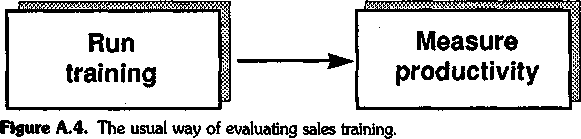 Run
training
Measure
productivity
Figure A.4. The usual way of evaluating sales training.